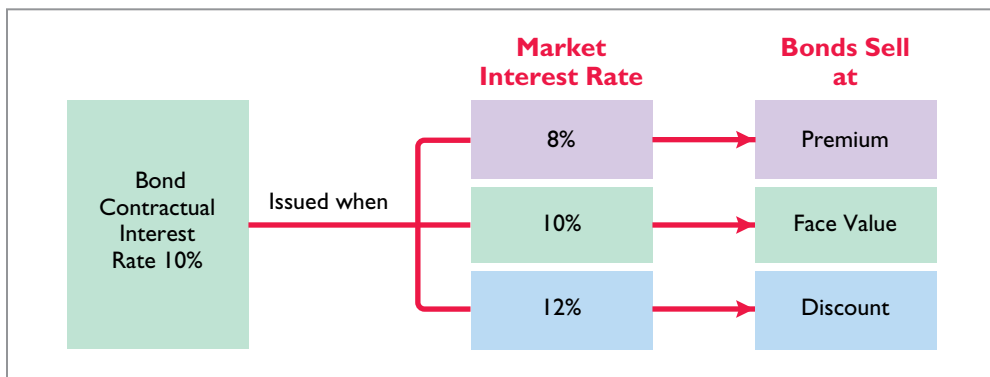 Market
Interest Rate
Bonds Sell
at
Bond
Contractual
Interest
Rate 10%
Issued when
8%
Premium
10%
Face Value
12%
Discount